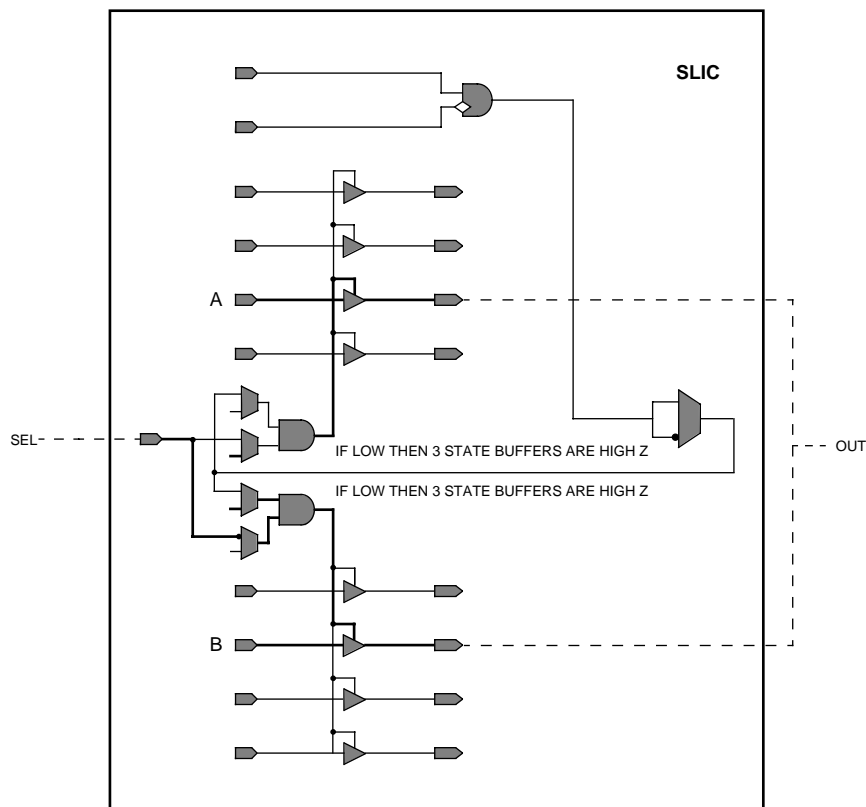 SLIC
A
SEL
IF LOW THEN 3 STATE BUFFERS ARE HIGH Z
OUT
IF LOW THEN 3 STATE BUFFERS ARE HIGH Z
B